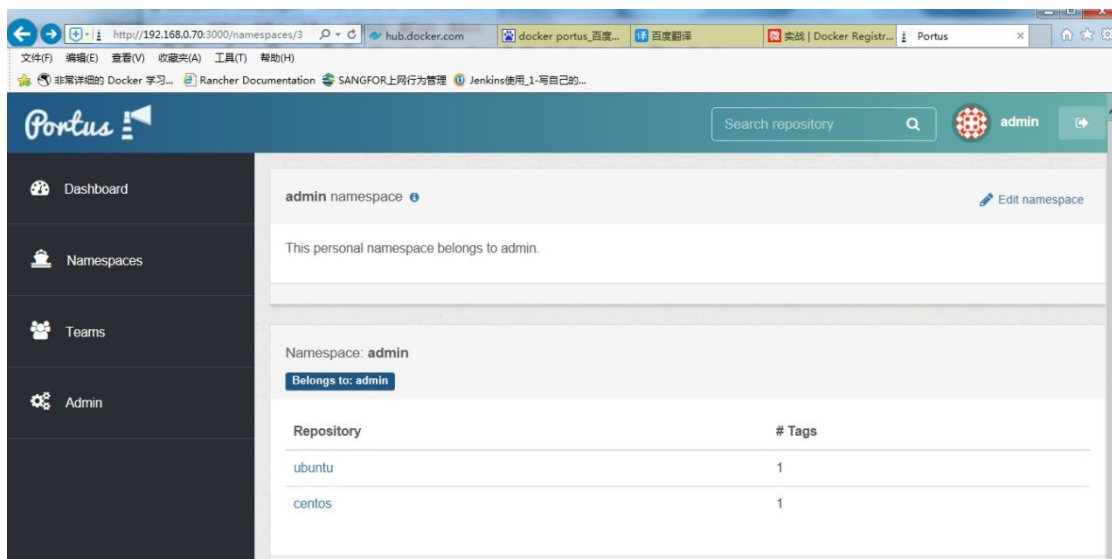 http://192.168.0.70:3000/namespaces/3
hub.docker.com
docker portus_百度...
百度翻译
实战 | Docker Registr...
Portus
文件(F) 编辑(E) 查看(V) 收藏夹(A) 工具(T) 帮助(H)
非常详细的 Docker 学习... Rancher Documentation SANGFOR上网行为管理 Jenkins使用_1-写自己的...
Portus
Search repository
admin
Dashboard
Namespaces
Teams
Admin
admin namespace
Edit namespace
This personal namespace belongs to admin.
Namespace: admin
Belongs to: admin
Repository # Tags
ubuntu 1
centos 1